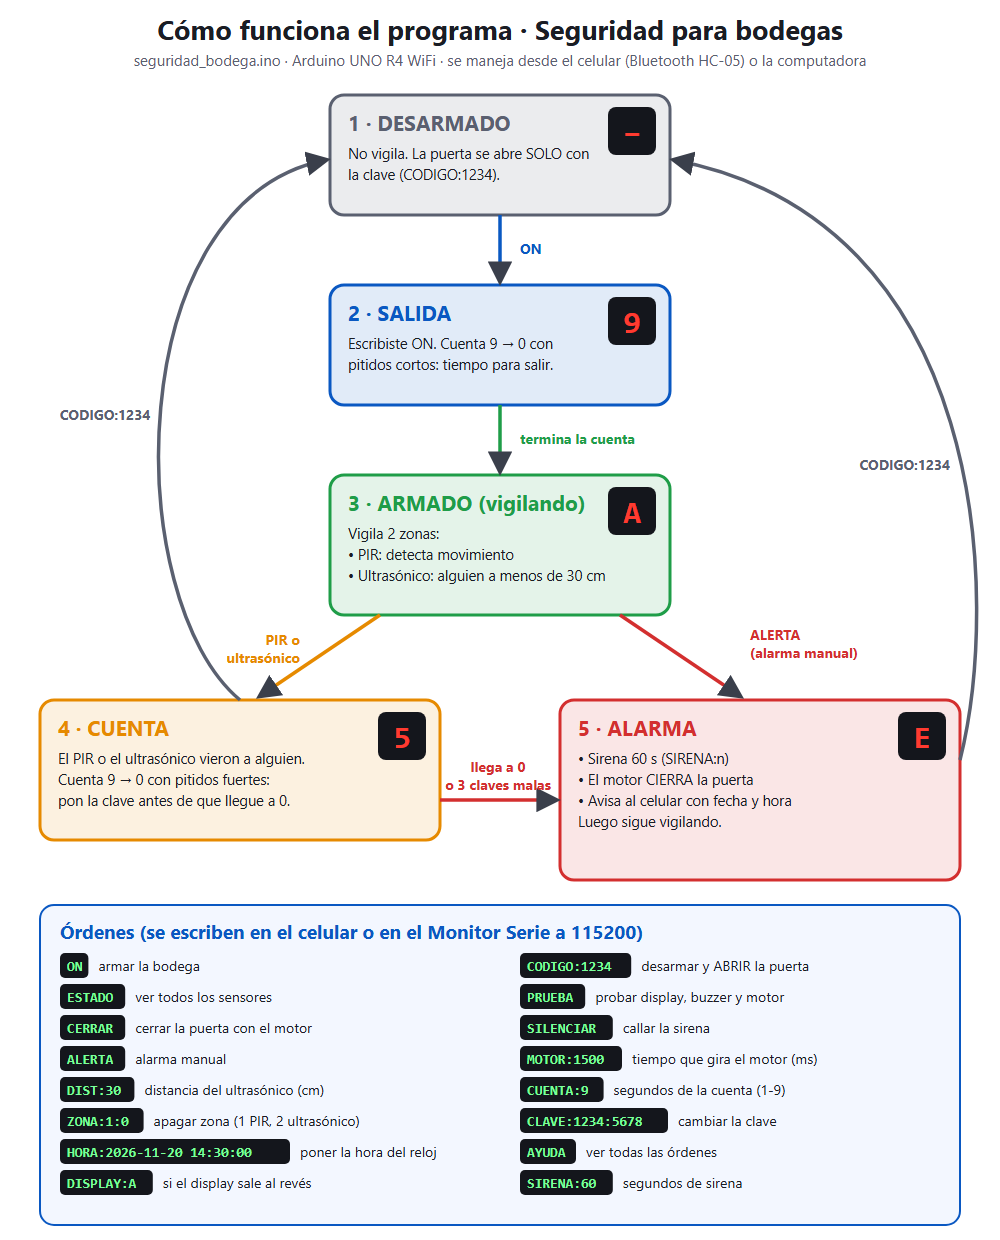 Cómo funciona el programa · Seguridad para bodegas
seguridad_bodega.ino · Arduino UNO R4 WiFi · se maneja desde el celular (Bluetooth HC-05) o la computadora
1 · DESARMADO
–
No vigila. La puerta se abre SOLO con
la clave (CODIGO:1234).
ON
2 · SALIDA
9
Escribiste ON. Cuenta 9 → 0 con
pitidos cortos: tiempo para salir.
CODIGO:1234
termina la cuenta
CODIGO:1234
3 · ARMADO (vigilando)
A
Vigila 2 zonas:
• PIR: detecta movimiento
• Ultrasónico: alguien a menos de 30 cm
PIR o
ultrasónico
ALERTA
(alarma manual)
4 · CUENTA
5
El PIR o el ultrasónico vieron a alguien.
Cuenta 9 → 0 con pitidos fuertes:
pon la clave antes de que llegue a 0.
llega a 0
o 3 claves malas
5 · ALARMA
E
• Sirena 60 s (SIRENA:n)
• El motor CIERRA la puerta
• Avisa al celular con fecha y hora
Luego sigue vigilando.
Órdenes (se escriben en el celular o en el Monitor Serie a 115200)
ON armar la bodega
CODIGO:1234 desarmar y ABRIR la puerta
ESTADO ver todos los sensores
PRUEBA probar display, buzzer y motor
CERRAR cerrar la puerta con el motor
SILENCIAR callar la sirena
ALERTA alarma manual
MOTOR:1500 tiempo que gira el motor (ms)
DIST:30 distancia del ultrasónico (cm)
CUENTA:9 segundos de la cuenta (1-9)
ZONA:1:0 apagar zona (1 PIR, 2 ultrasónico)
CLAVE:1234:5678 cambiar la clave
HORA:2026-11-20 14:30:00 poner la hora del reloj
AYUDA ver todas las órdenes
DISPLAY:A si el display sale al revés
SIRENA:60 segundos de sirena